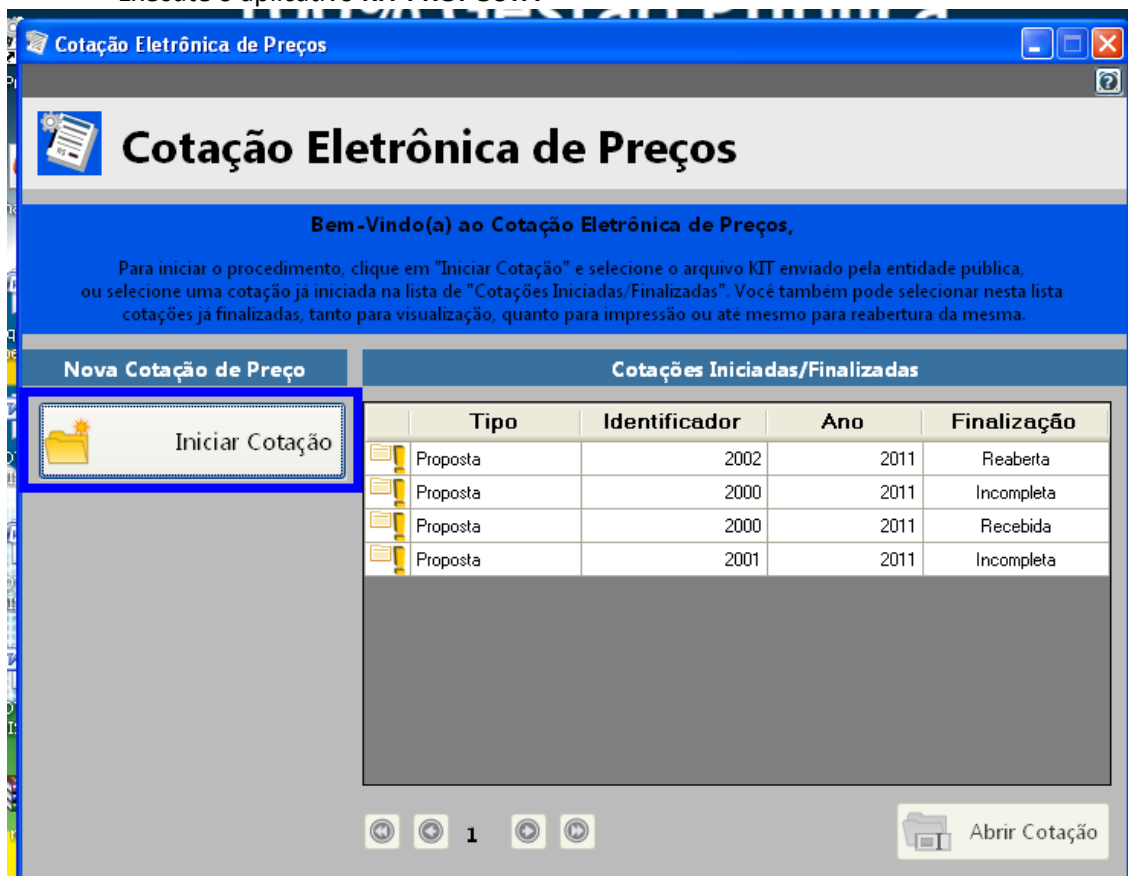 100% Gestão Pública
Cotação Eletrônica de Preços
Cotação Eletrônica de Preços
Bem-Vindo(a) ao Cotação Eletrônica de Preços,
Para iniciar o procedimento, clique em "Iniciar Cotação" e selecione o arquivo KIT enviado pela entidade pública,
ou selecione uma cotação já iniciada na lista de "Cotações Iniciadas/Finalizadas". Você também pode selecionar nesta lista
cotações já finalizadas, tanto para visualização, quanto para impressão ou até mesmo para reabertura da mesma.
Nova Cotação de Preço
Cotações Iniciadas/Finalizadas
Iniciar Cotação
Tipo Identificador Ano Finalização
Proposta 2002 2011 Reaberta
Proposta 2000 2011 Incompleta
Proposta 2000 2011 Recebida
Proposta 2001 2011 Incompleta
1
Abrir Cotação